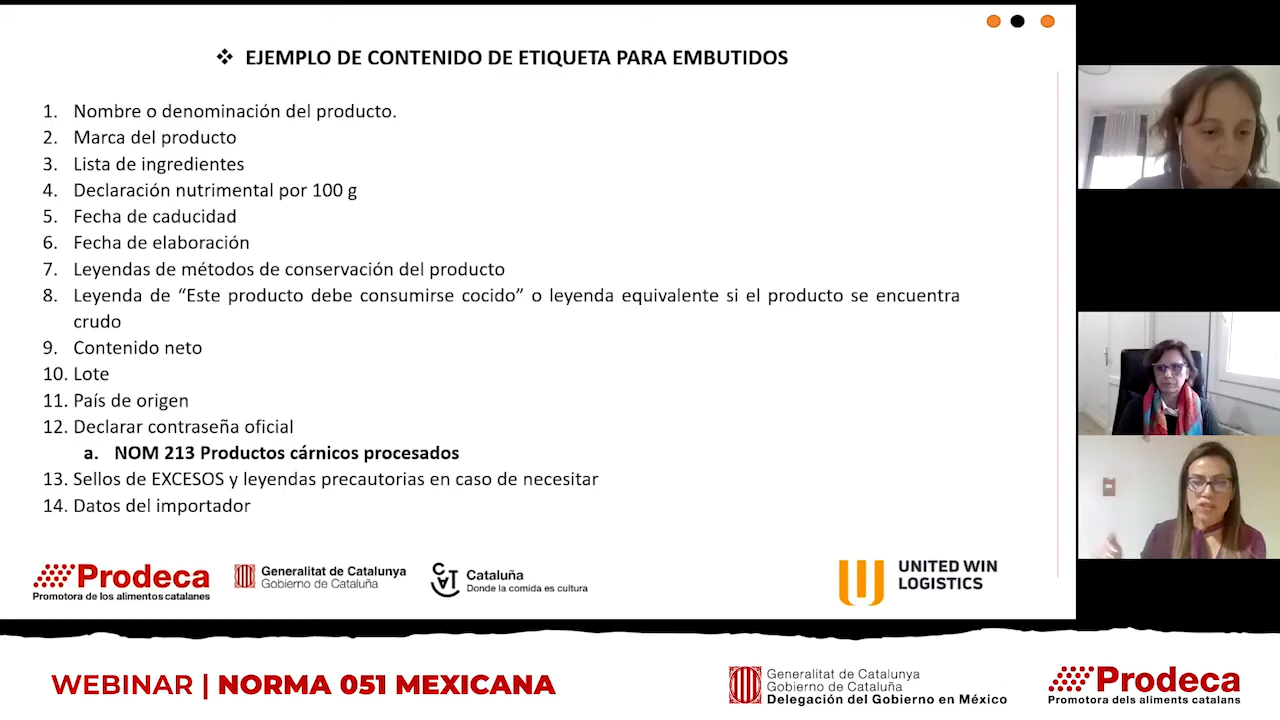 ❖ EJEMPLO DE CONTENIDO DE ETIQUETA PARA EMBUTIDOS
1. Nombre o denominación del producto.
2. Marca del producto
3. Lista de ingredientes
4. Declaración nutrimental por 100 g
5. Fecha de caducidad
6. Fecha de elaboración
7. Leyendas de métodos de conservación del producto
8. Leyenda de “Este producto debe consumirse cocido” o leyenda equivalente si el producto se encuentra
crudo
9. Contenido neto
10. Lote
11. País de origen
12. Declarar contraseña oficial
a. NOM 213 Productos cárnicos procesados
13. Sellos de EXCESOS y leyendas precautorias en caso de necesitar
14. Datos del importador
Prodeca
Promotora de los alimentos catalanes
Generalitat de Catalunya
Gobierno de Cataluña
CAT
Cataluña
Donde la comida es cultura
UNITED WIN
LOGISTICS
WEBINAR | NORMA 051 MEXICANA
Generalitat de Catalunya
Gobierno de Cataluña
Delegación del Gobierno en México
Prodeca
Promotora dels aliments catalans